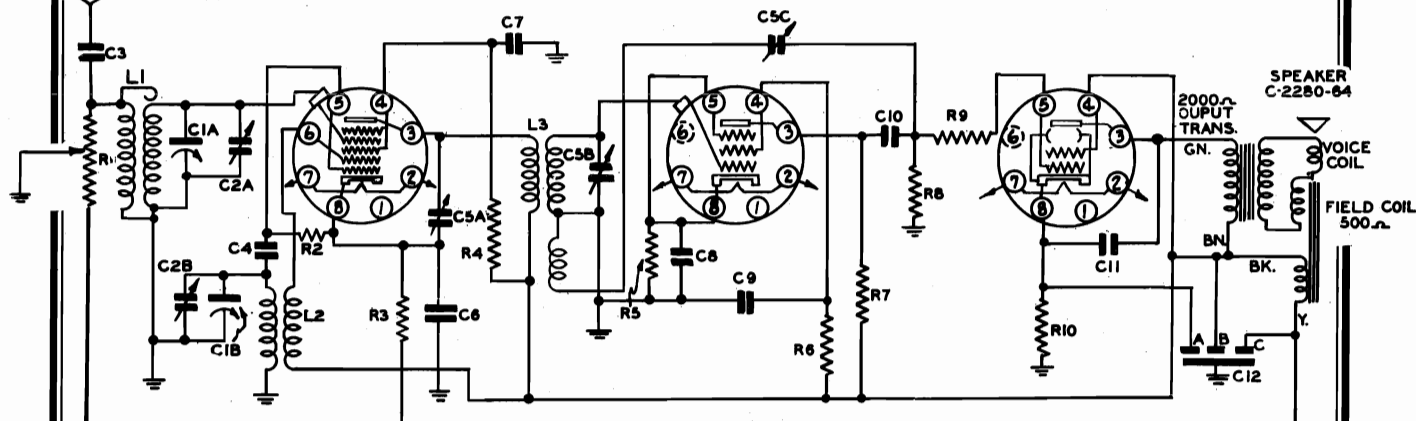 C3
L1
C1A
C2A
R1
C2B
C1B
C4
R2
L2
5
4
6
3
7
2
8
1
C7
C5A
R4
R3
C6
L3
C5B
C5C
5
4
6
3
7
2
8
1
R5
C8
C9
R6
R7
C10
R9
R8
5
4
6
3
7
2
8
1
C11
R10
2000Ω
OUPUT
TRANS.
GN.
BN.
BK.
Y.
SPEAKER
C-2280-64
VOICE
COIL
FIELD COIL
500Ω
A
B
C
C12